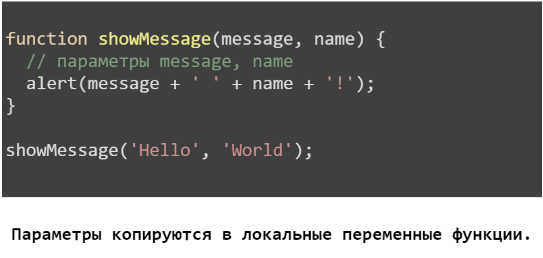 function showMessage(message, name) {
// параметры message, name
alert(message + ' ' + name + '!');
}
showMessage('Hello', 'World');
Параметры копируются в локальные переменные функции.